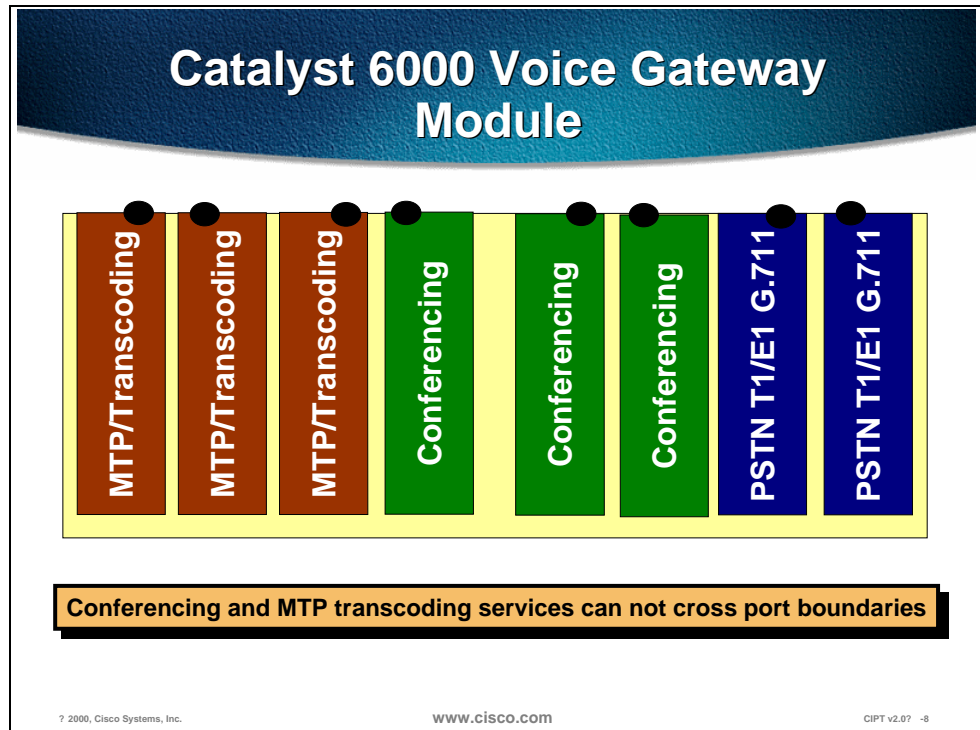 Catalyst 6000 Voice Gateway
Module
MTP/Transcoding
MTP/Transcoding
MTP/Transcoding
Conferencing
Conferencing
Conferencing
PSTN T1/E1 G.711
PSTN T1/E1 G.711
Conferencing and MTP transcoding services can not cross port boundaries
? 2000, Cisco Systems, Inc.
www.cisco.com
CIPT v2.0? -8